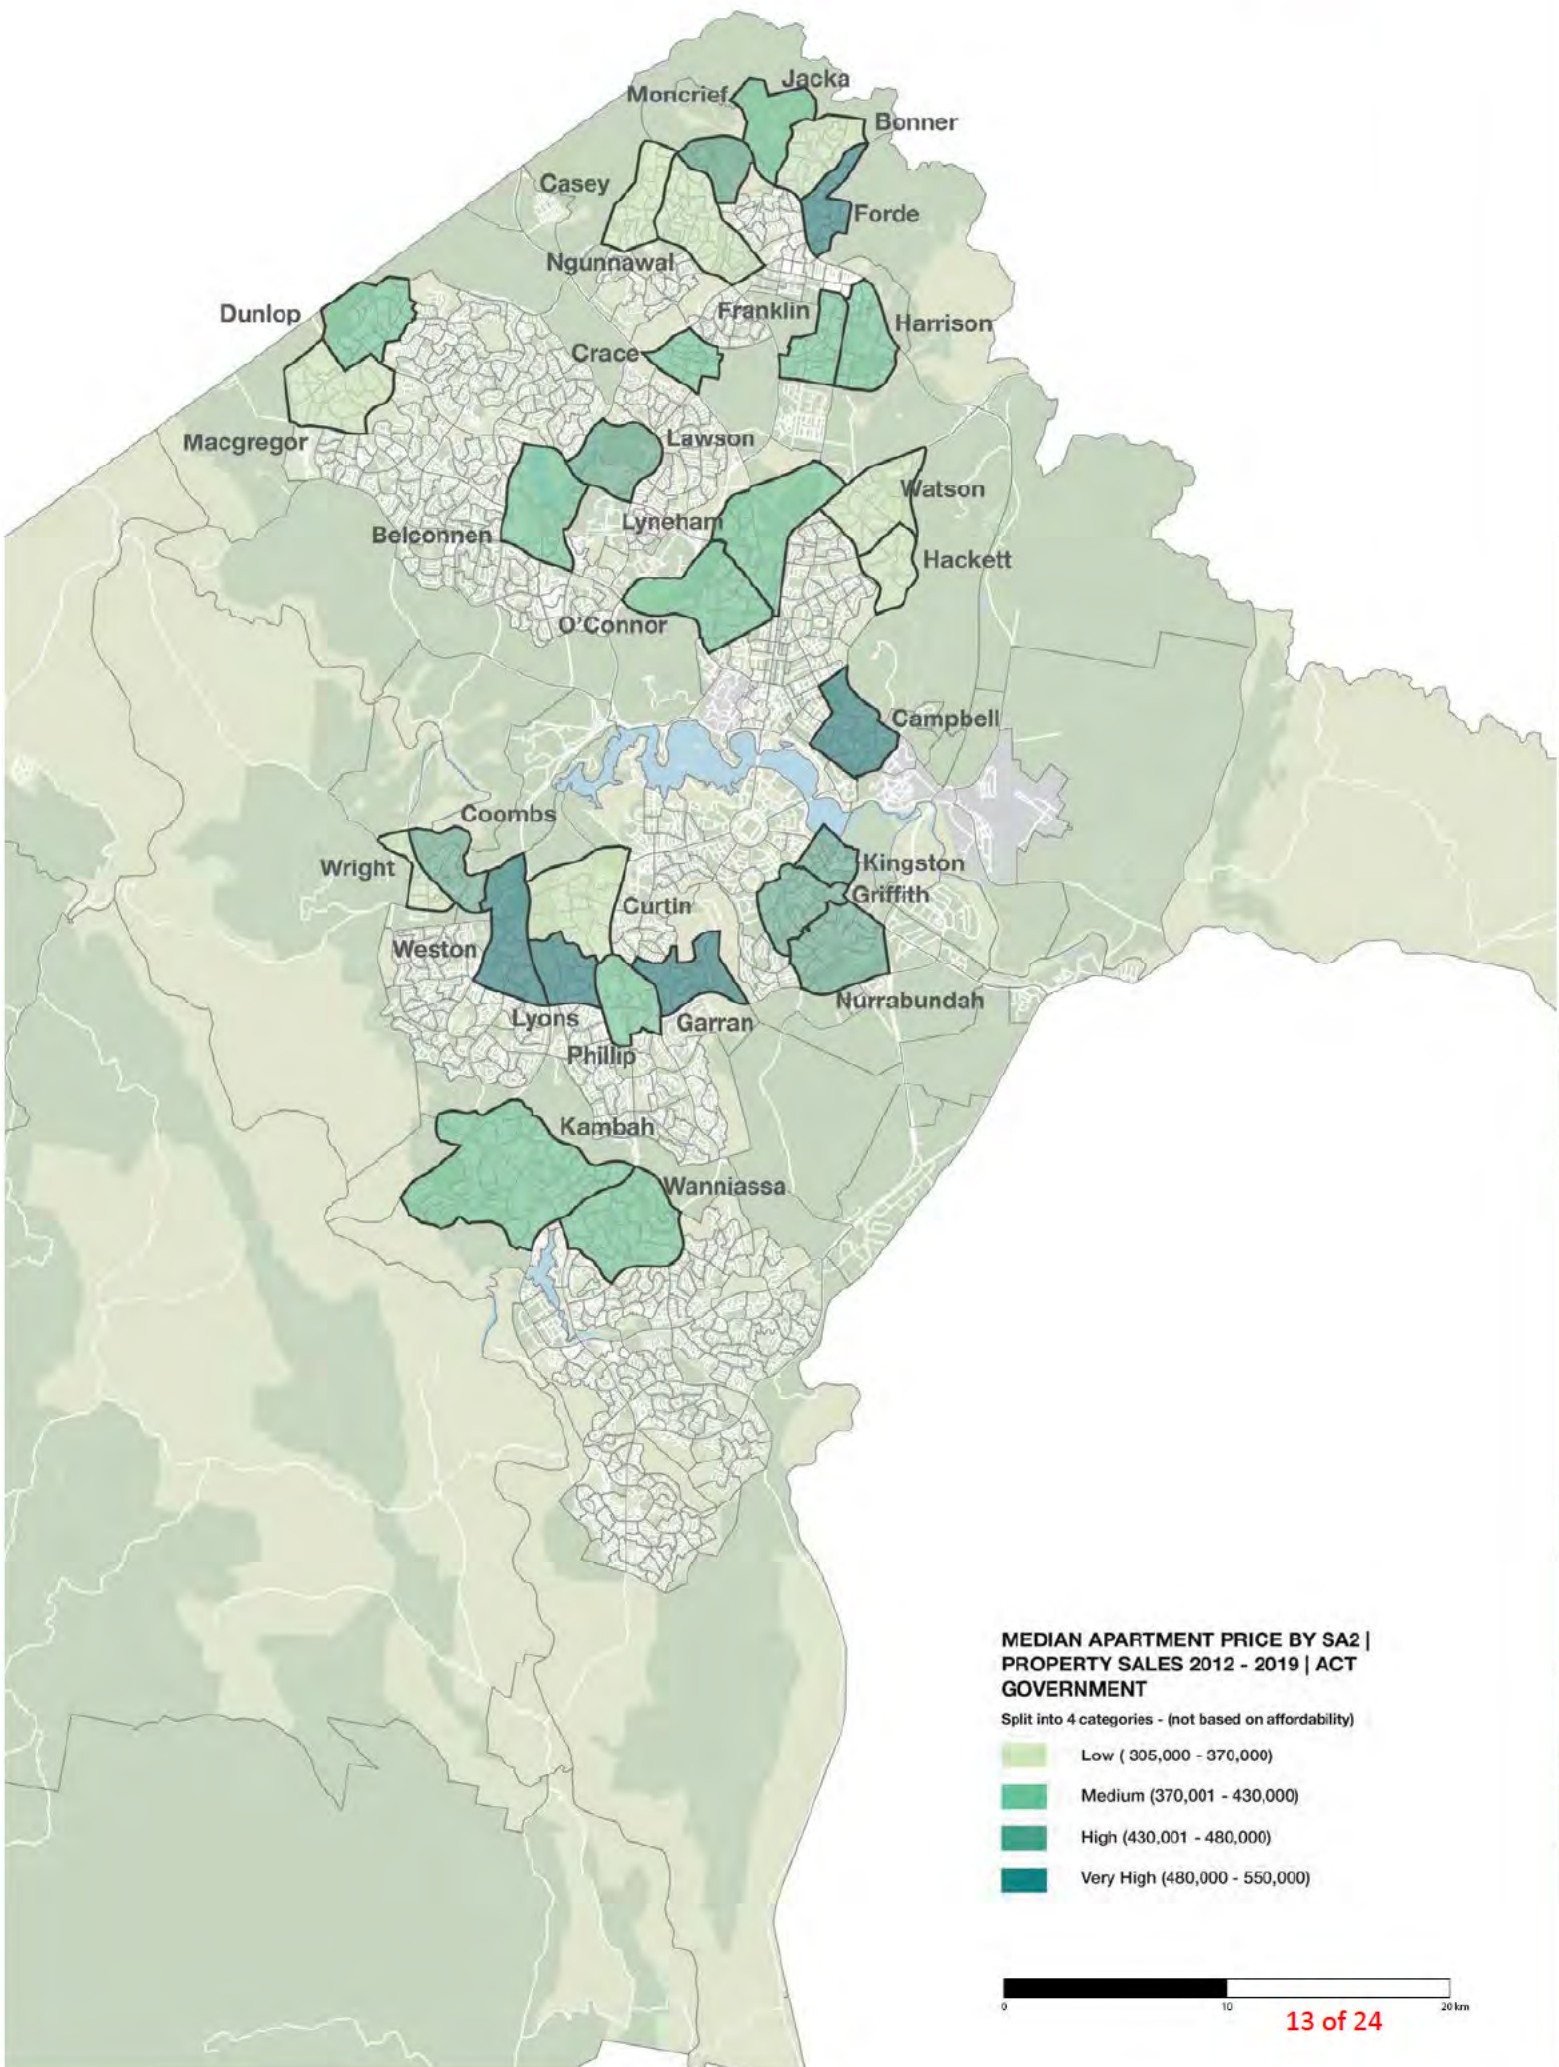 Jacka
Moncrief
Bonner
Casey
Forde
Ngunnawal
Dunlop
Franklin
Harrison
Crace
Macgregor
Lawson
Watson
Lyneham
Belconnen
Hackett
O'Connor
Campbell
Coombs
Wright
Kingston
Griffith
Curtin
Weston
Nurrabundah
Lyons
Garran
Phillip
Kambah
Wanniassa
MEDIAN APARTMENT PRICE BY SA2 |
PROPERTY SALES 2012 - 2019 | ACT
GOVERNMENT
Split into 4 categories - (not based on affordability)
Low ( 305,000 - 370,000)
Medium (370,001 - 430,000)
High (430,001 - 480,000)
Very High (480,000 - 550,000)
0 10 20 km
13 of 24